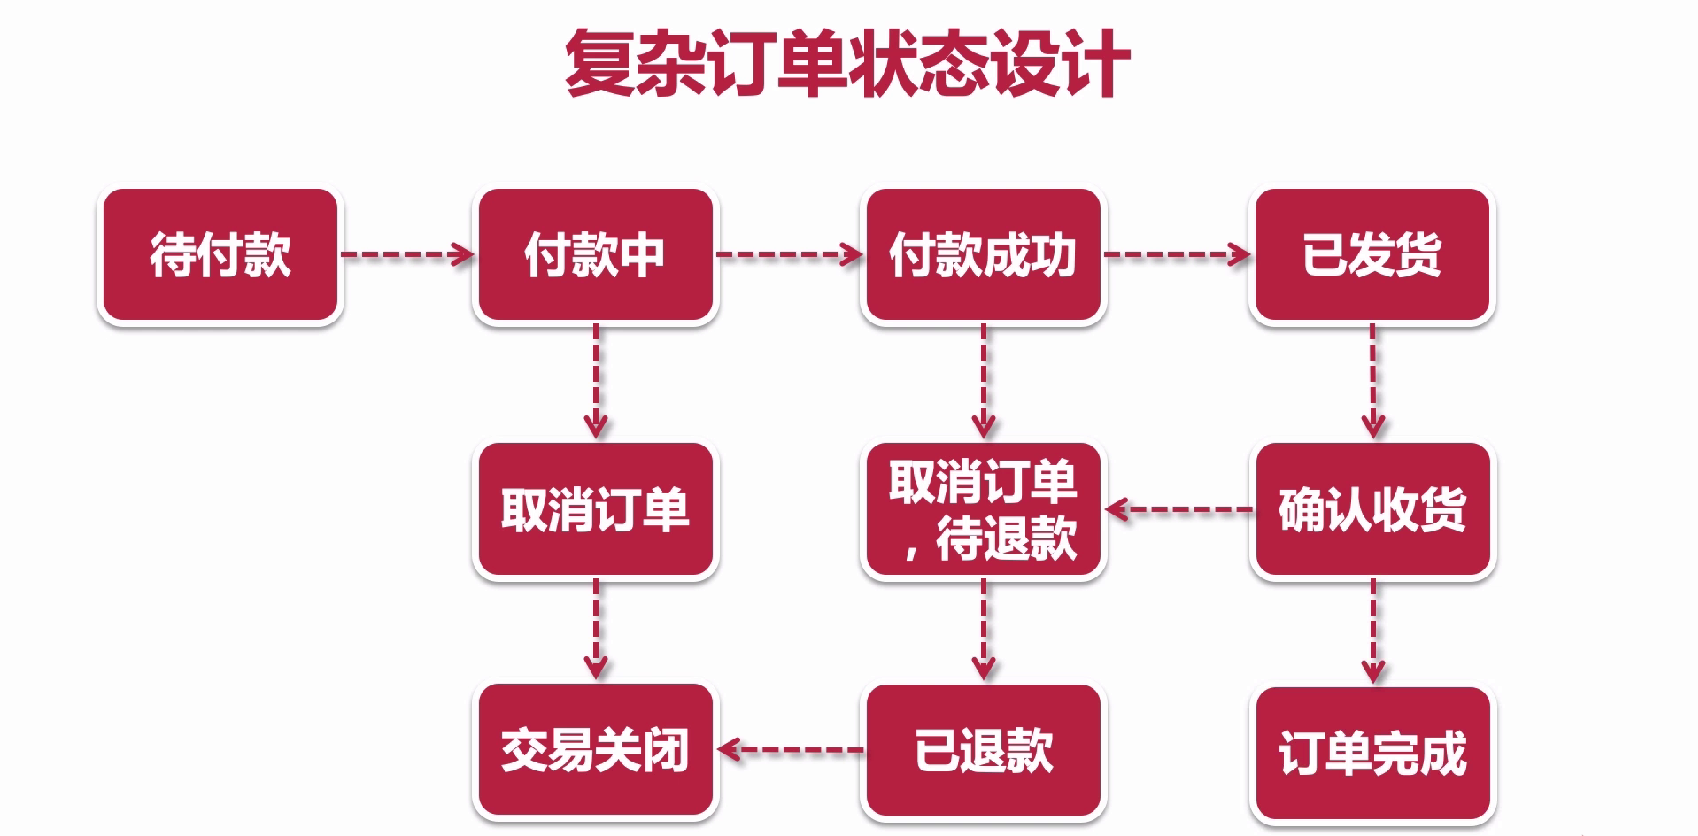 复杂订单状态设计
待付款
付款中
付款成功
已发货
取消订单
取消订单
，待退款
确认收货
交易关闭
已退款
订单完成